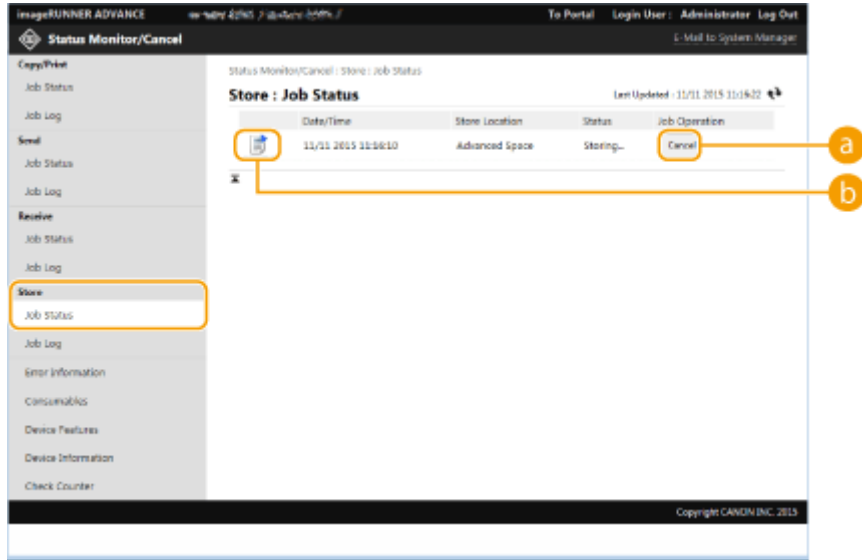 imageRUNNER ADVANCE
To Portal Login User : Administrator Log Out
Status Monitor/Cancel
E-Mail to System Manager
Copy/Print
Job Status
Job Log
Send
Job Status
Job Log
Receive
Job Status
Job Log
Store
Job Status
Job Log
Error Information
Consumables
Device Features
Device Information
Check Counter
Status Monitor/Cancel : Store : Job Status
Store : Job Status
Last Updated : 11/11 2015 11:16:22
Date/Time Store Location Status Job Operation
11/11 2015 11:16:10 Advanced Space Storing... Cancel
a
b
Copyright CANON INC. 2015